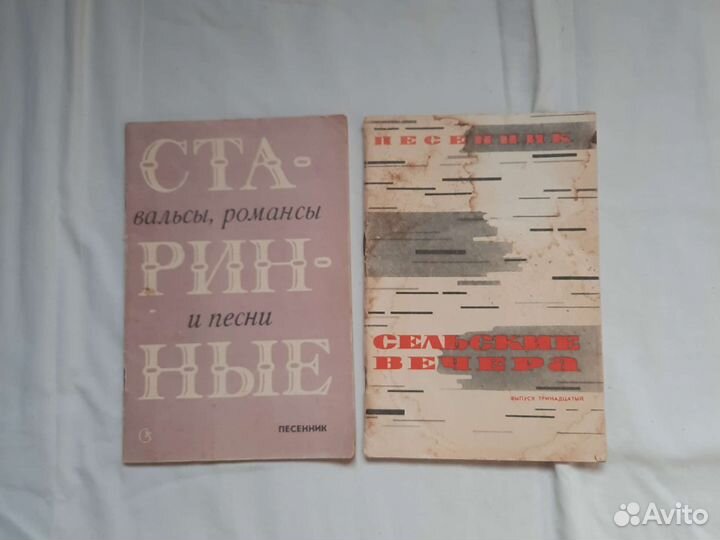 СТА-
вальсы, романсы
РИН-
и песни
НЫЕ
ПЕСЕННИК
ПЕСЕННИК
СЕЛЬСКИЕ
ВЕЧЕРА
ВЫПУСК ТРИНАДЦАТЫЙ
Avito